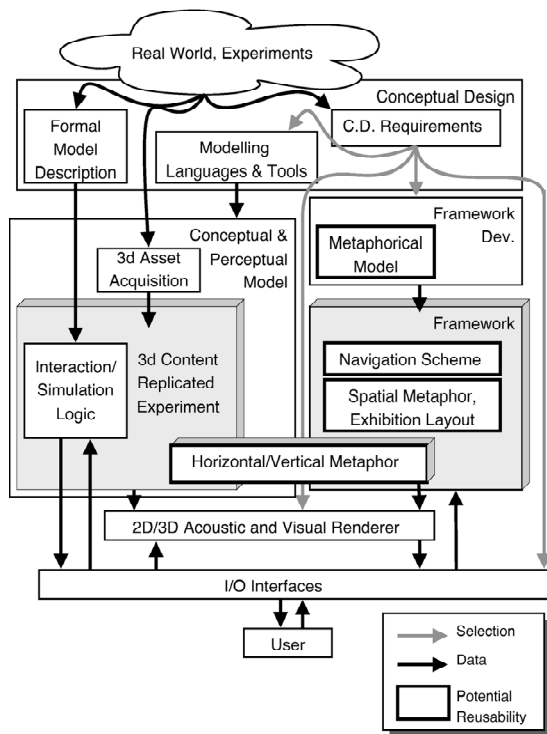 Real World, Experiments
Conceptual Design
Formal
Model
Description
C.D. Requirements
Modelling
Languages & Tools
Conceptual &
Perceptual
Model
3d Asset
Acquisition
Framework
Dev.
Metaphorical
Model
Interaction/
Simulation
Logic
3d Content
Replicated
Experiment
Framework
Navigation Scheme
Spatial Metaphor,
Exhibition Layout
Horizontal/Vertical Metaphor
2D/3D Acoustic and Visual Renderer
I/O Interfaces
User
Selection
Data
Potential
Reusability